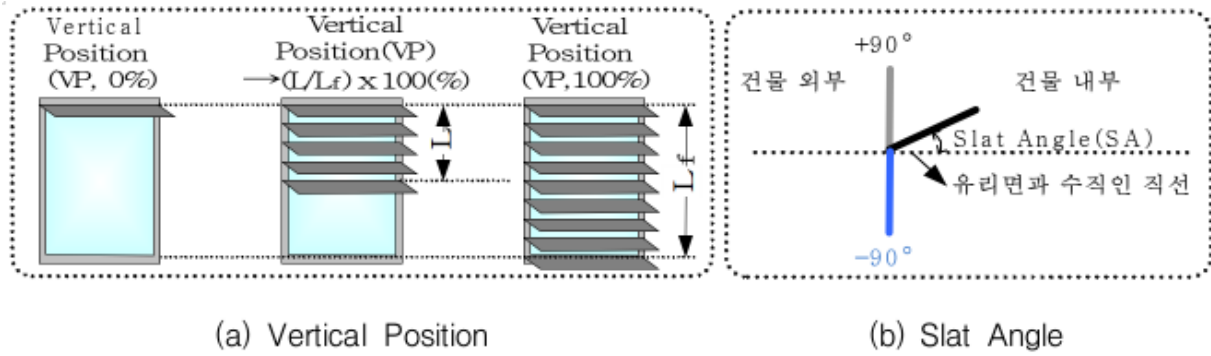 Vertical
Position
(VP, 0%)
Vertical
Position(VP)
→(L/Lf) x 100(%)
L
Vertical
Position
(VP,100%)
Lf
(a) Vertical Position
+90°
건물 외부
건물 내부
Slat Angle(SA)
유리면과 수직인 직선
-90°
(b) Slat Angle